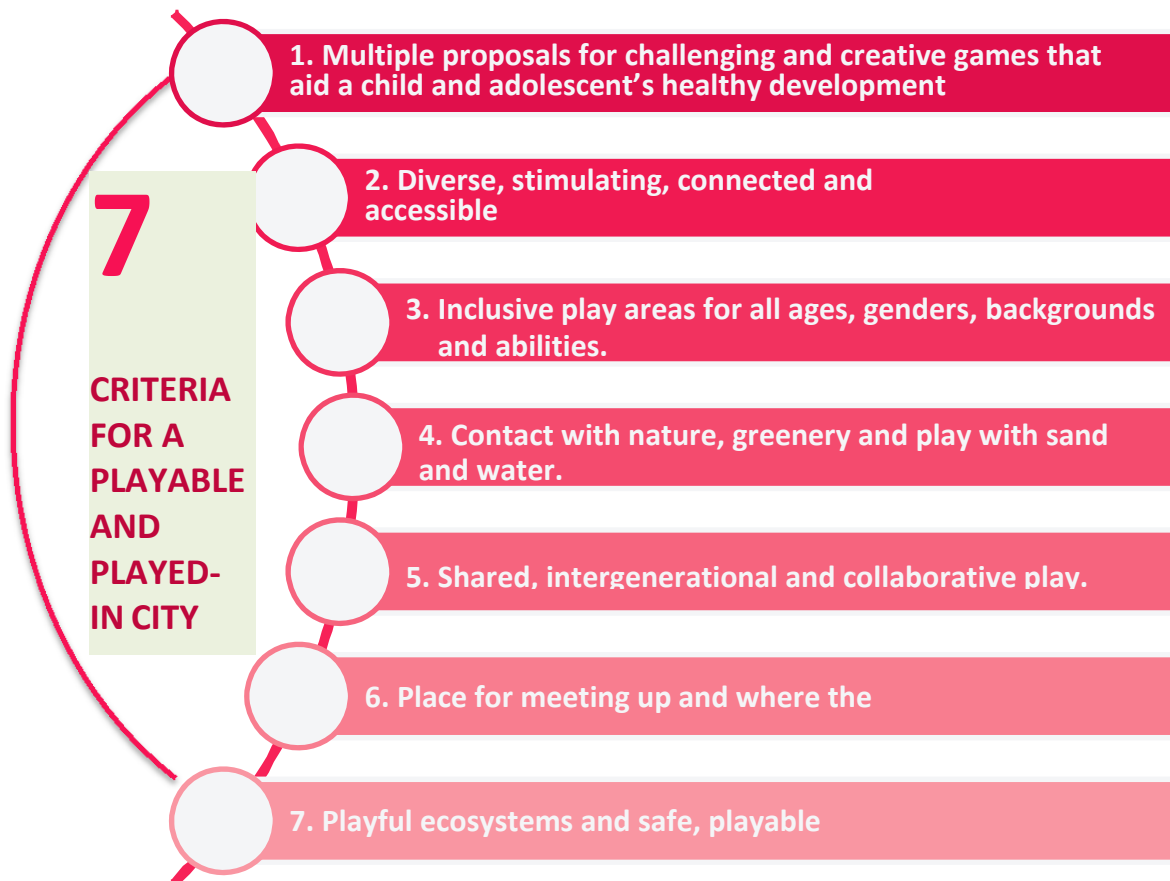 7
CRITERIA
FOR A
PLAYABLE
AND
PLAYED-
IN CITY
1. Multiple proposals for challenging and creative games that
aid a child and adolescent's healthy development
2. Diverse, stimulating, connected and
accessible
3. Inclusive play areas for all ages, genders, backgrounds
and abilities.
4. Contact with nature, greenery and play with sand
and water.
5. Shared, intergenerational and collaborative play.
6. Place for meeting up and where the
7. Playful ecosystems and safe, playable